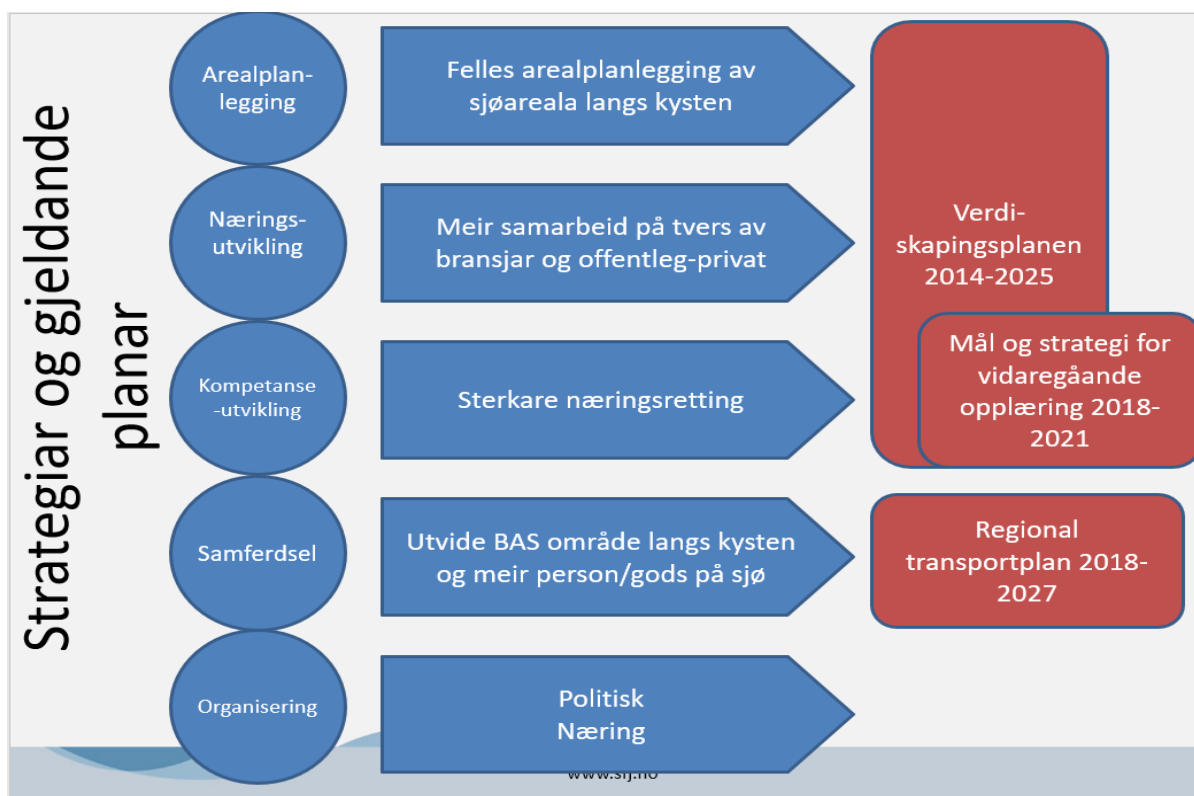 Strategiar og gjeldande
planar
Arealplan-
legging
Felles arealplanlegging av
sjøareala langs kysten
Nærings-
utvikling
Meir samarbeid på tvers av
bransjar og offentleg-privat
Verdi-
skapingsplanen
2014-2025
Kompetanse
-utvikling
Sterkare næringsretting
Mål og strategi for
vidaregåande
opplæring 2018-
2021
Samferdsel
Utvide BAS område langs kysten
og meir person/gods på sjø
Regional
transportplan 2018-
2027
Organisering
Politisk
Næring
www.sfj.no